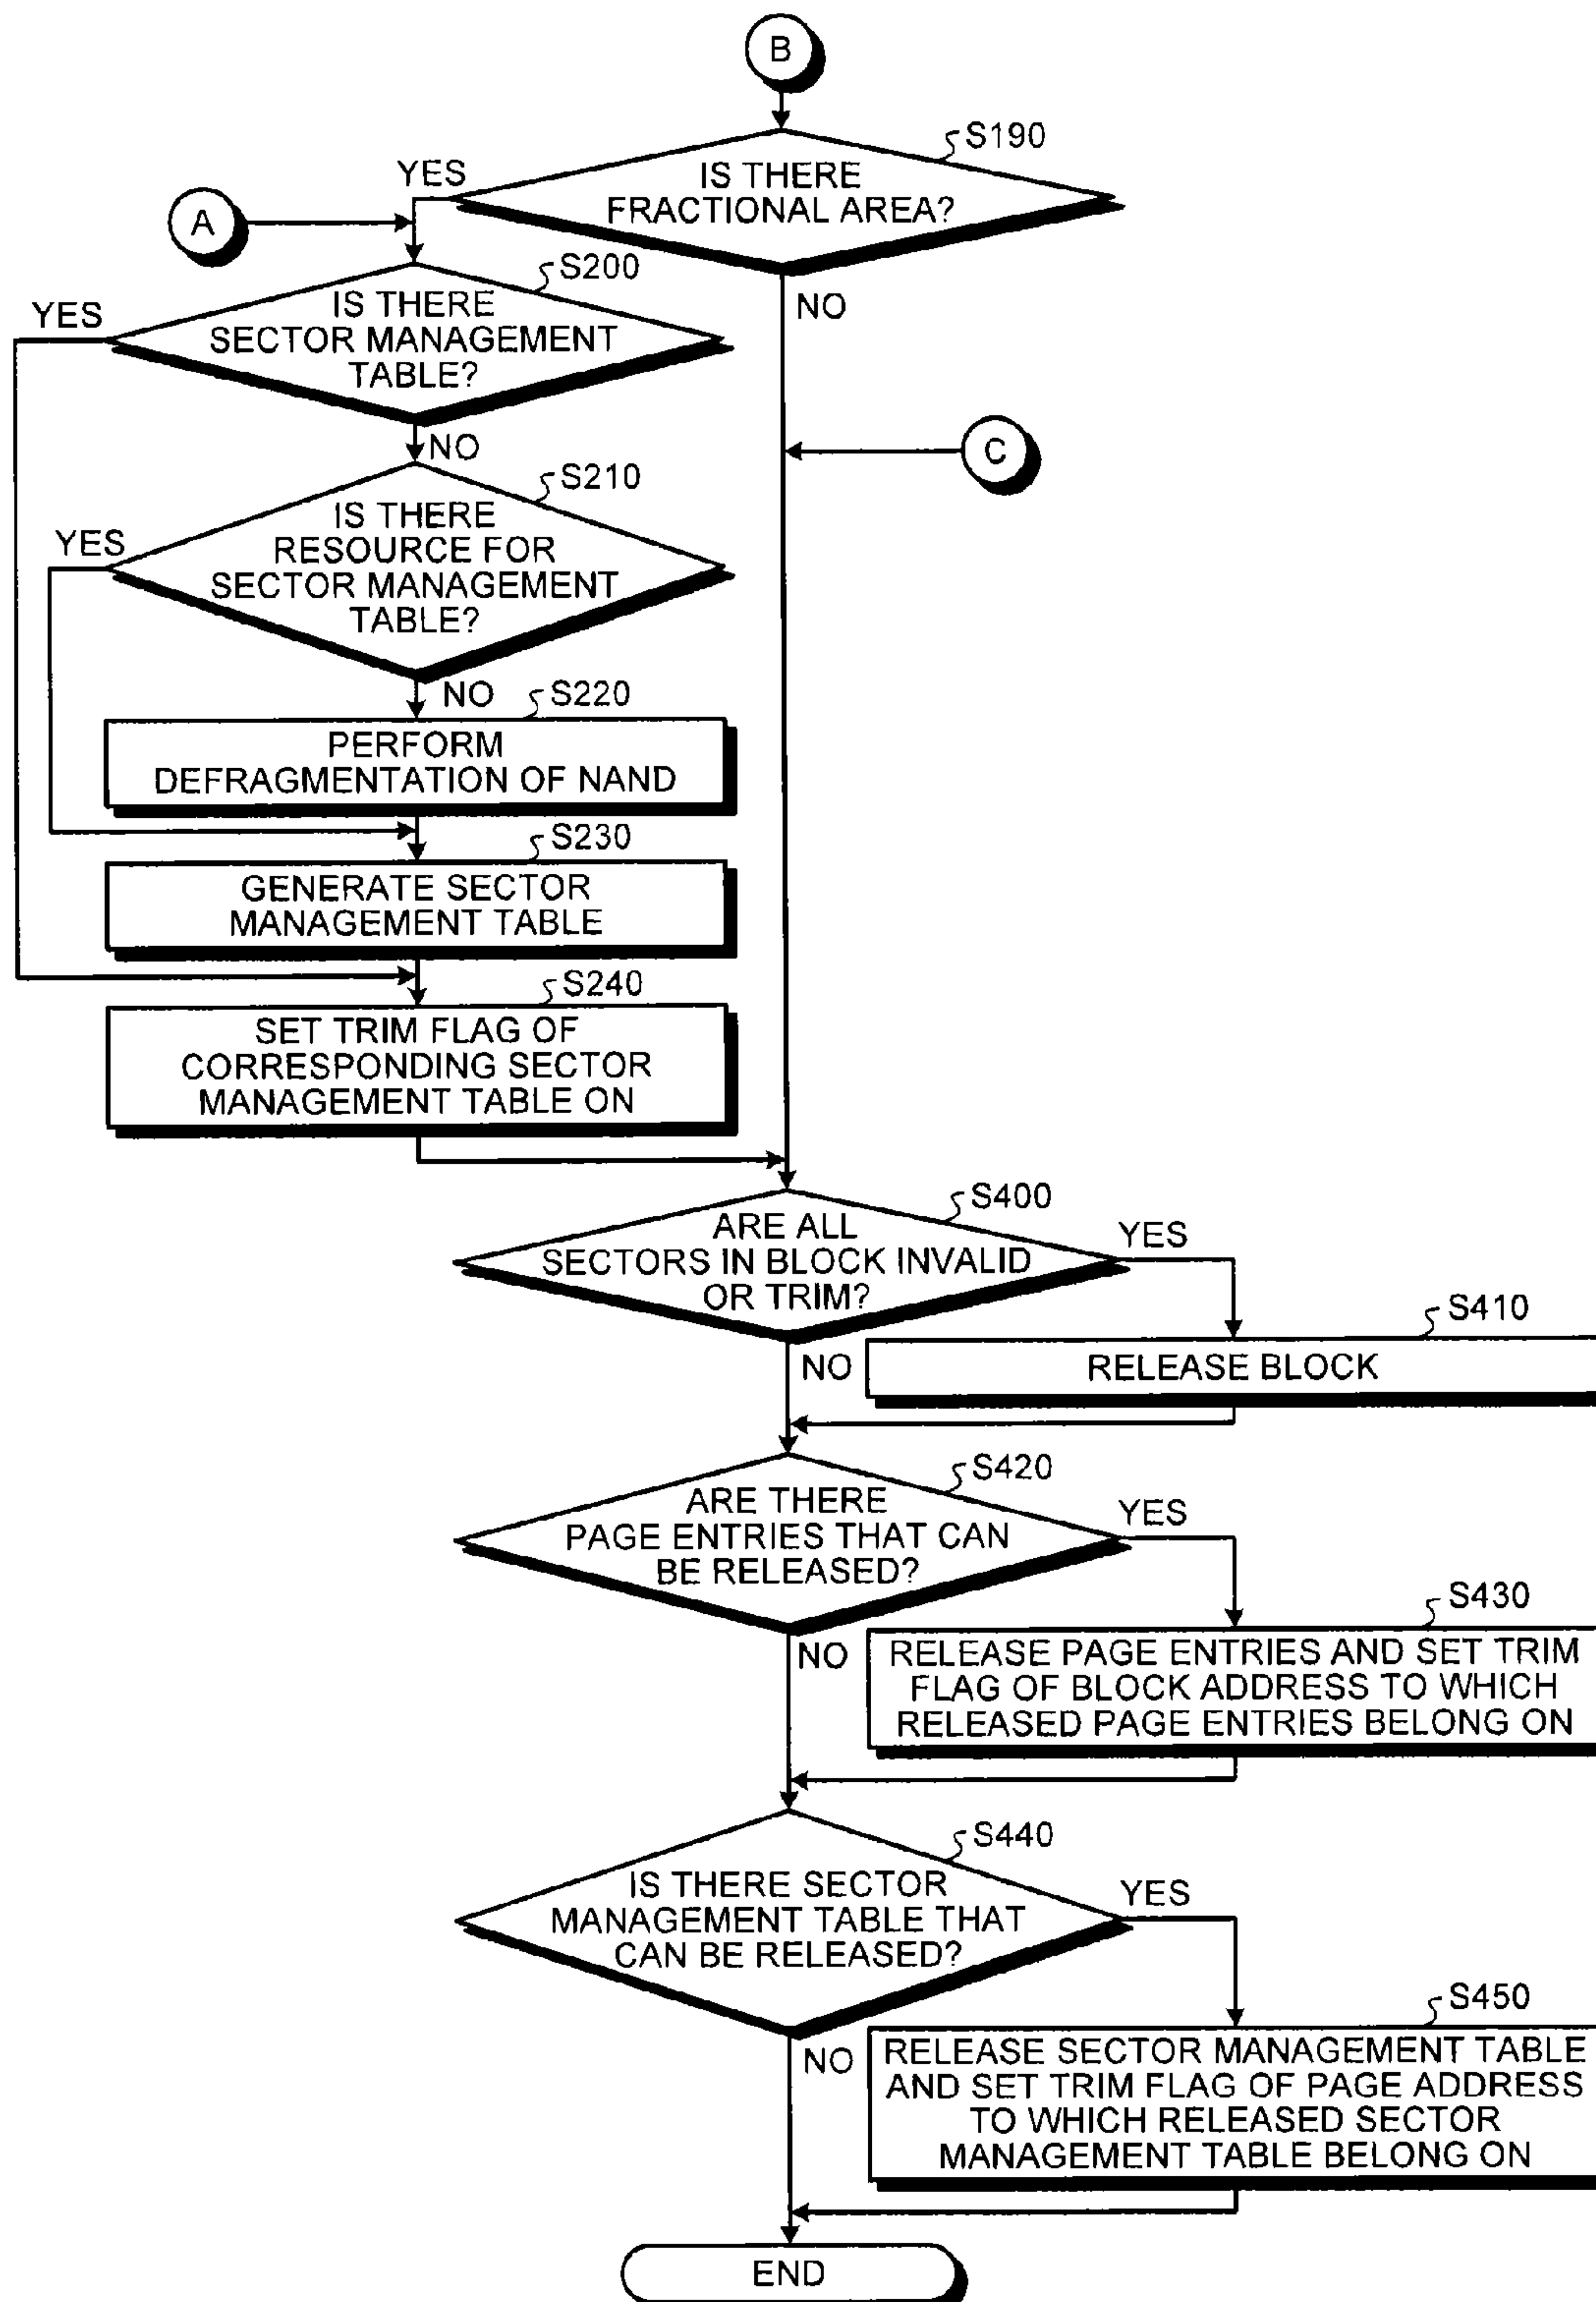 B
S190
YES
IS THERE
FRACTIONAL AREA?
A
NO
S200
YES
IS THERE
SECTOR MANAGEMENT
TABLE?
NO
C
S210
YES
IS THERE
RESOURCE FOR
SECTOR MANAGEMENT
TABLE?
NO
S220
PERFORM
DEFRAGMENTATION OF NAND
S230
GENERATE SECTOR
MANAGEMENT TABLE
S240
SET TRIM FLAG OF
CORRESPONDING SECTOR
MANAGEMENT TABLE ON
S400
ARE ALL
SECTORS IN BLOCK INVALID
OR TRIM?
YES
NO
S410
RELEASE BLOCK
S420
ARE THERE
PAGE ENTRIES THAT CAN
BE RELEASED?
YES
NO
S430
RELEASE PAGE ENTRIES AND SET TRIM
FLAG OF BLOCK ADDRESS TO WHICH
RELEASED PAGE ENTRIES BELONG ON
S440
IS THERE SECTOR
MANAGEMENT TABLE THAT
CAN BE RELEASED?
YES
NO
S450
RELEASE SECTOR MANAGEMENT TABLE
AND SET TRIM FLAG OF PAGE ADDRESS
TO WHICH RELEASED SECTOR
MANAGEMENT TABLE BELONG ON
END